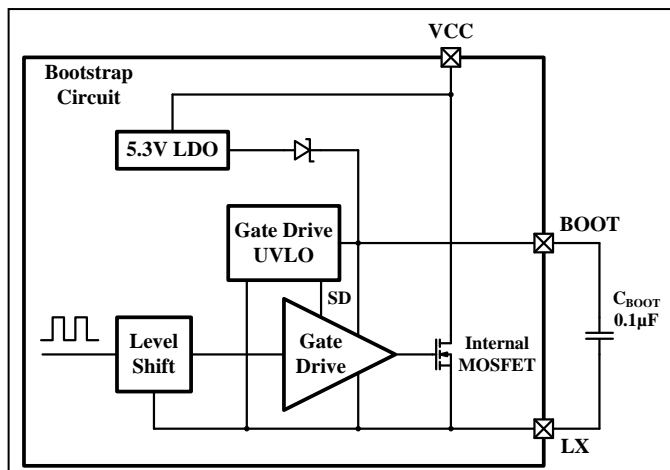 VCC
Bootstrap
Circuit
5.3V LDO
Gate Drive
UVLO
BOOT
SD
C_BOOT
0.1µF
Level
Shift
Gate
Drive
Internal
MOSFET
LX